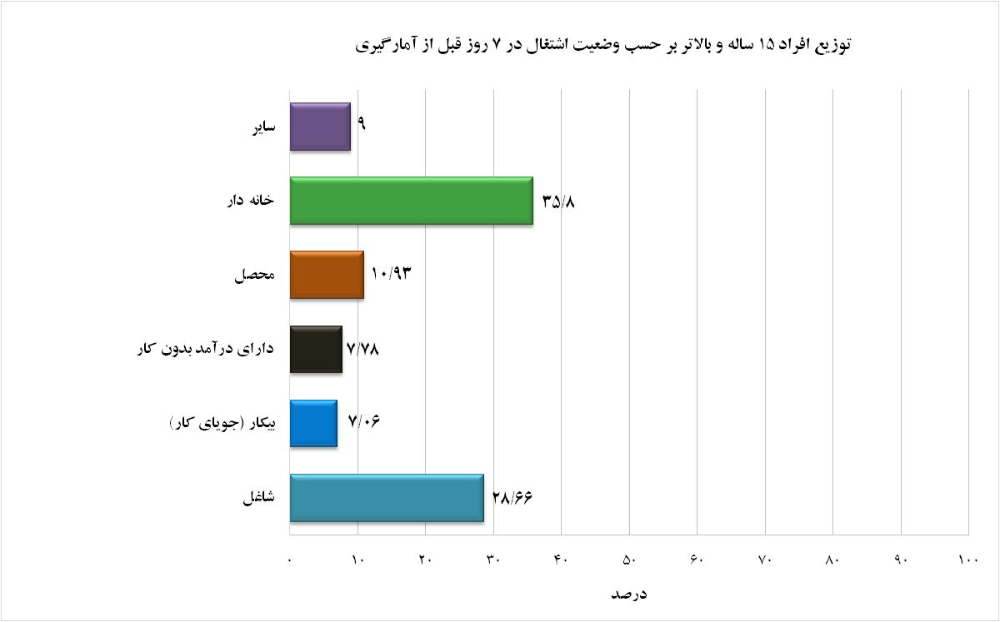 توزیع افراد ۱۵ ساله و بالاتر بر حسب وضعیت اشتغال در ۷ روز قبل از آمارگیری
سایر
۹
خانه دار
۳۵/۸
محصل
۱۰/۹۳
دارای درآمد بدون کار
۷/۷۸
بیکار (جویای کار)
۷/۰۶
شاغل
۲۸/۶۶
۰ ۱۰ ۲۰ ۳۰ ۴۰ ۵۰ ۶۰ ۷۰ ۸۰ ۹۰ ۱۰۰
درصد